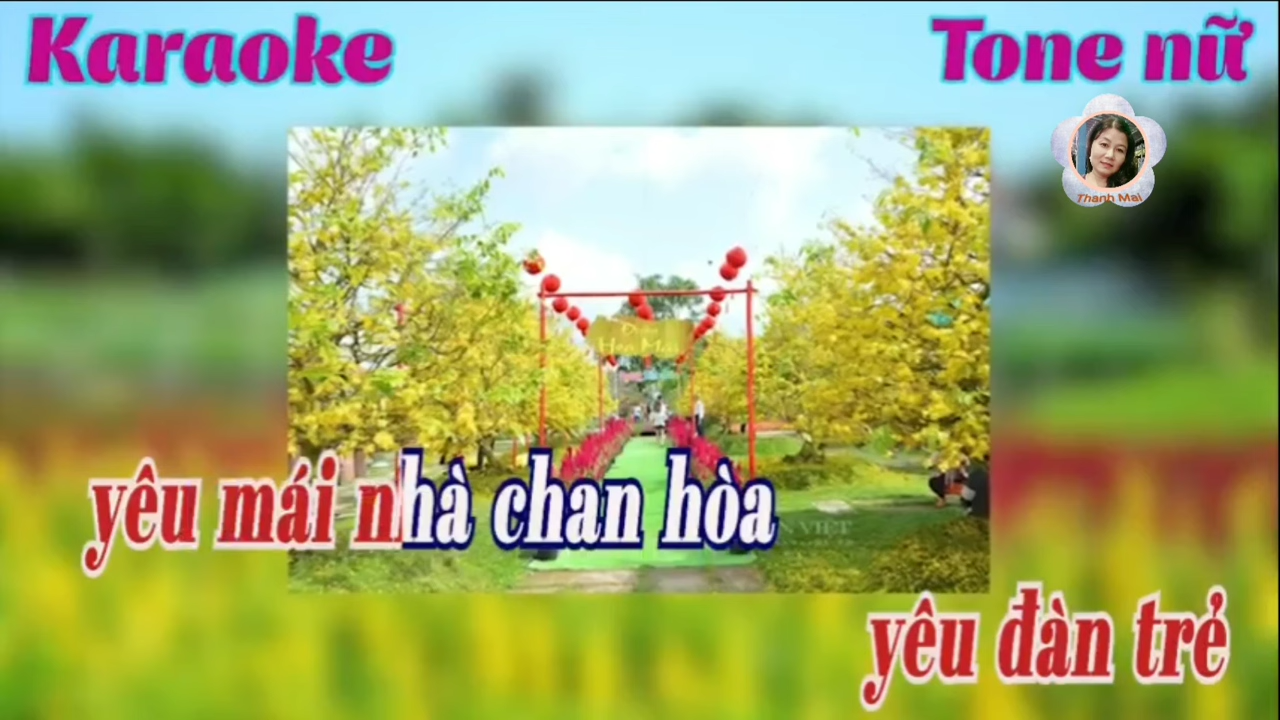 Karaoke
Tone nữ
Thanh Mai
yêu mái nhà chan hòa
yêu đàn trẻ